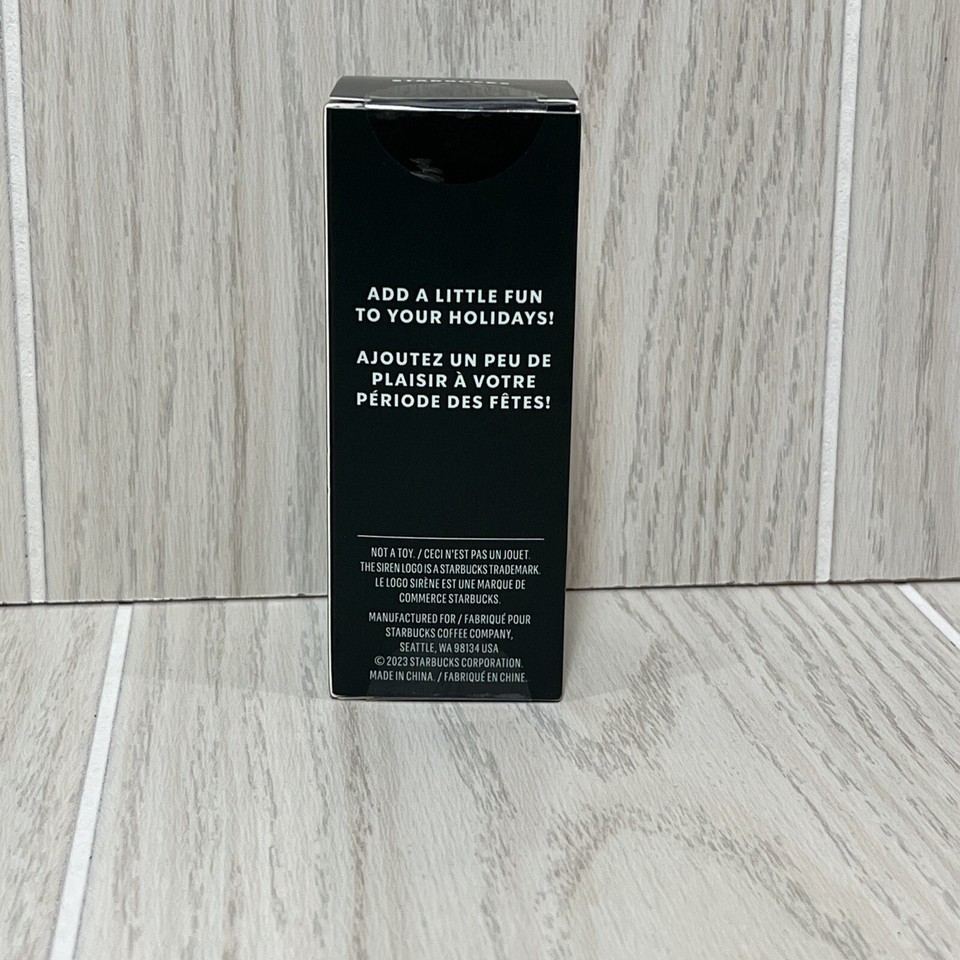 STARBUCKS
ADD A LITTLE FUN
TO YOUR HOLIDAYS!
AJOUTEZ UN PEU DE
PLAISIR À VOTRE
PÉRIODE DES FÊTES!
NOT A TOY. / CECI N'EST PAS UN JOUET.
THE SIREN LOGO IS A STARBUCKS TRADEMARK.
LE LOGO SIRÈNE EST UNE MARQUE DE
COMMERCE STARBUCKS.
MANUFACTURED FOR / FABRIQUÉ POUR
STARBUCKS COFFEE COMPANY,
SEATTLE, WA 98134 USA
© 2023 STARBUCKS CORPORATION.
MADE IN CHINA. / FABRIQUÉ EN CHINE.